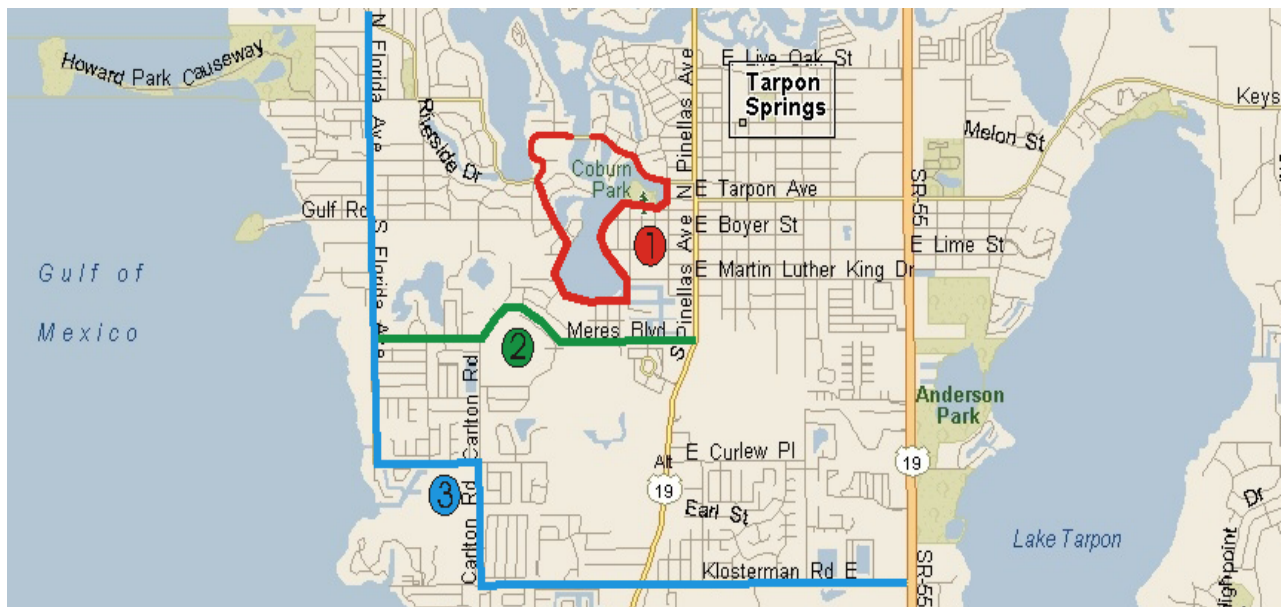 Howard Park Causeway
N Florida Ave
Riverside Dr
N Pinellas Ave
E Live Oak St
Tarpon
Springs
Melon St
Keys
Coburn
Park
E Tarpon Ave
SR-55
Gulf Rd
S Florida Ave
E Boyer St
1
E Lime St
E Martin Luther King Dr
Gulf of
Mexico
S Pinellas Ave
Meres Blvd
2
Carlton Rd
Anderson
Park
E Curlew Pl
Alt
19
19
3
Carlton Rd
Earl St
Dr
Lake Tarpon
Klosterman Rd E
SR-55
Highpoint